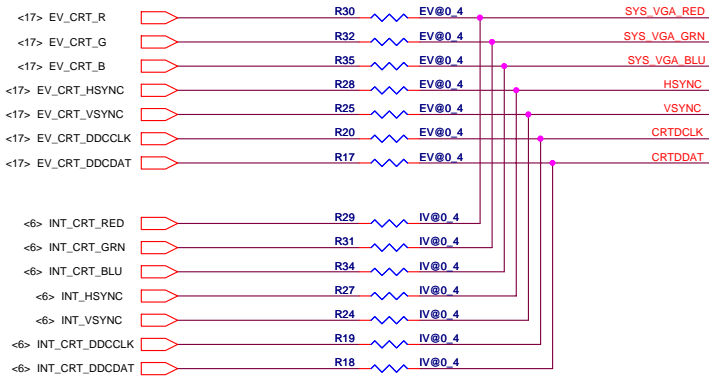 <17> EV_CRT_R R30 EV@0_4 SYS_VGA_RED
<17> EV_CRT_G R32 EV@0_4 SYS_VGA_GRN
<17> EV_CRT_B R35 EV@0_4 SYS_VGA_BLU
<17> EV_CRT_HSYNC R28 EV@0_4 HSYNC
<17> EV_CRT_VSYNC R25 EV@0_4 VSYNC
<17> EV_CRT_DDCCLK R20 EV@0_4 CRTDCLK
<17> EV_CRT_DDCDAT R17 EV@0_4 CRTDDAT
<6> INT_CRT_RED R29 IV@0_4
<6> INT_CRT_GRN R31 IV@0_4
<6> INT_CRT_BLU R34 IV@0_4
<6> INT_HSYNC R27 IV@0_4
<6> INT_VSYNC R24 IV@0_4
<6> INT_CRT_DDCCLK R19 IV@0_4
<6> INT_CRT_DDCDAT R18 IV@0_4